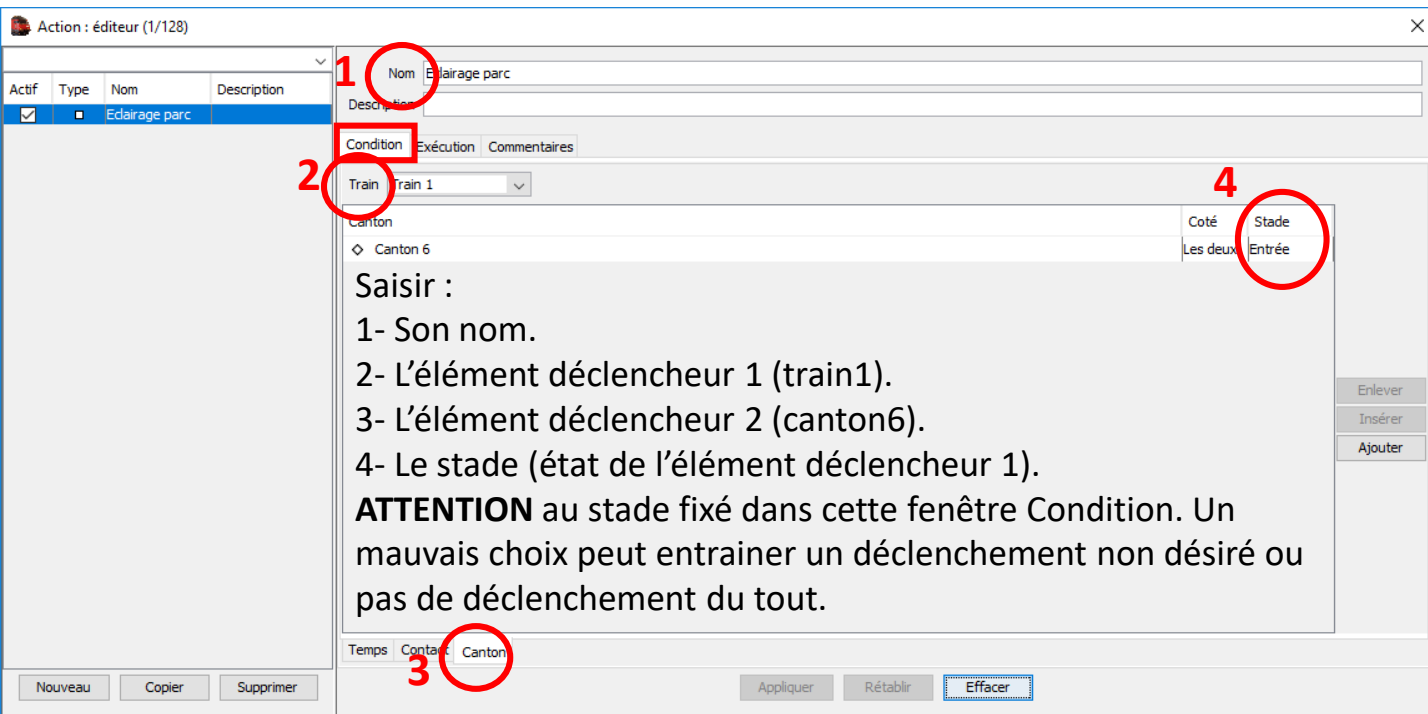 Action : éditeur (1/128)
Actif Type Nom Description
Eclairage parc
1 Nom Eclairage parc
Description
Condition Exécution Commentaires
2 Train Train 1
4
Canton Coté Stade
Canton 6 Les deux Entrée
Saisir :
1- Son nom.
2- L’élément déclencheur 1 (train1).
3- L’élément déclencheur 2 (canton6).
4- Le stade (état de l’élément déclencheur 1).
ATTENTION au stade fixé dans cette fenêtre Condition. Un
mauvais choix peut entrainer un déclenchement non désiré ou
pas de déclenchement du tout.
Enlever
Insérer
Ajouter
Temps Contact Canton
3
Nouveau Copier Supprimer Appliquer Rétablir Effacer